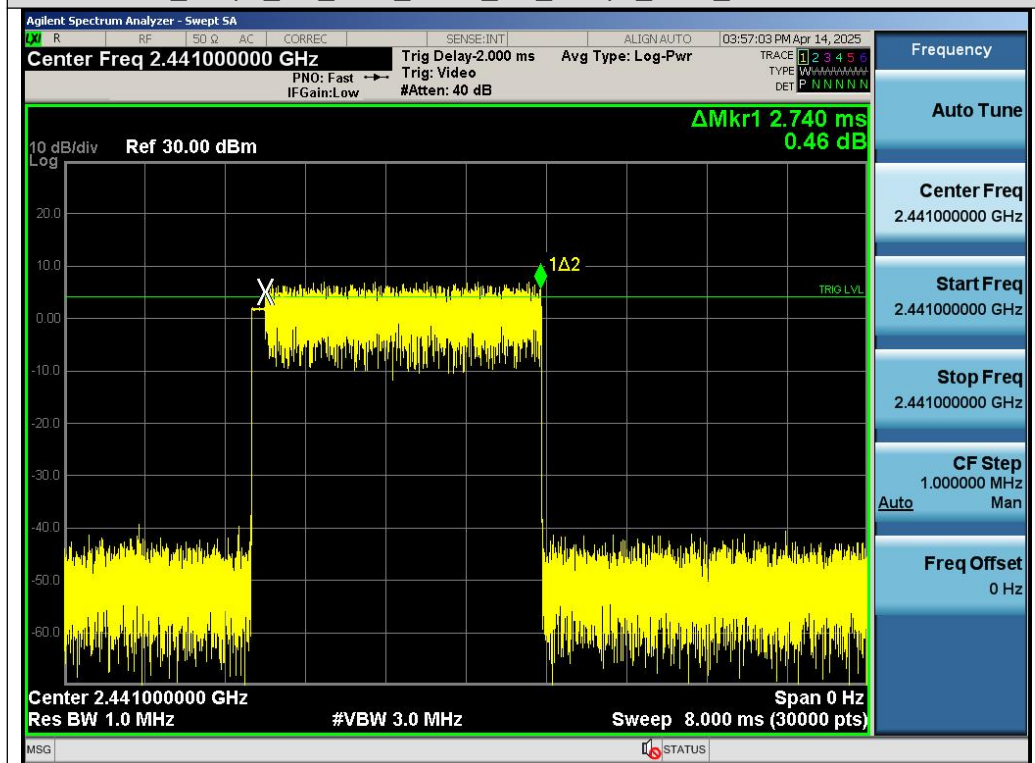 Agilent Spectrum Analyzer - Swept SA
LXI R RF 50 Ω AC CORREC SENSE:INT ALIGNAUTO 03:57:03 PM Apr 14, 2025
Center Freq 2.441000000 GHz
Trig Delay-2.000 ms Avg Type: Log-Pwr TRACE 1 2 3 4 5 6
PNO: Fast Trig: Video TYPE WWWWWW
IFGain:Low #Atten: 40 dB DET P N N N N N
Frequency
Auto Tune
ΔMkr1 2.740 ms
0.46 dB
10 dB/div Ref 30.00 dBm
Log
20.0
10.0
0.00
-10.0
-20.0
-30.0
-40.0
-50.0
-60.0
X
1Δ2
TRIG LVL
Center Freq
2.441000000 GHz
Start Freq
2.441000000 GHz
Stop Freq
2.441000000 GHz
CF Step
1.000000 MHz
Auto Man
Freq Offset
0 Hz
Center 2.441000000 GHz Span 0 Hz
Res BW 1.0 MHz #VBW 3.0 MHz Sweep 8.000 ms (30000 pts)
MSG STATUS